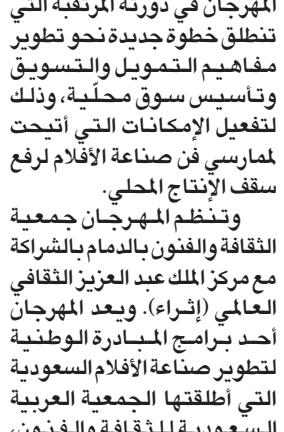 المهرجان في دورته المرتقبة التي
تنطلق خطوة جديدة نحو تطوير
مفاهيم التمويل والتسويق
وتأسيس سوق محلّية، وذلك
لتفعيل الإمكانات التي أتيحت
لممارسي فن صناعة الأفلام لرفع
سقف الإنتاج المحلي.
وتنظم المهرجان جمعية
الثقافة والفنون بالدمام بالشراكة
مع مركز الملك عبد العزيز الثقافي
العالمي (إثراء). ويعد المهرجان
أحد برامج المبادرة الوطنية
لتطوير صناعة الأفلام السعودية
التي أطلقتها الجمعية العربية
السعودية للثقافة والفنون،